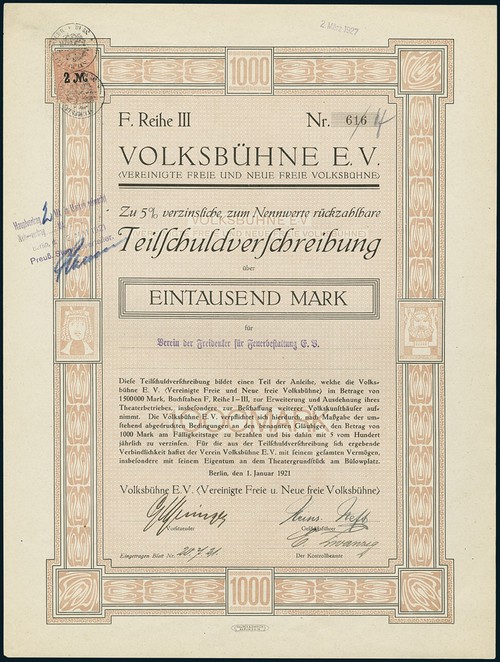 2. März 1927
1000
2 M.
F. Reihe III Nr. 616
VOLKSBÜHNE E.V.
(VEREINIGTE FREIE UND NEUE FREIE VOLKSBÜHNE)
Zu 5% verzinsliche, zum Nennwerte rückzahlbare
Teilschuldverschreibung
über
EINTAUSEND MARK
für
Verein der Freidenker für Feuerbestattung E. V.
Diese Teilschuldverschreibung bildet einen Teil der Anleihe, welche die Volks-
bühne E. V. (Vereinigte Freie und Neue freie Volksbühne) im Betrage von
1500000 Mark, Buchstaben F, Reihe I–III, zur Erweiterung und Ausdehnung ihres
Theaterbetriebes, insbesondere zur Beschaffung weiterer Volkskunsthäuser auf-
nimmt. Die Volksbühne E.V. verpflichtet sich hierdurch nach Maßgabe der um-
stehend abgedruckten Bedingungen, dem genannten Gläubiger den Betrag von
1000 Mark am Fälligkeitstage zu bezahlen und bis dahin mit 5 vom Hundert
jährlich zu verzinsen. Für die aus der Teilschuldverschreibung sich ergebende
Verbindlichkeit haftet der Verein Volksbühne E.V. mit seinem gesamten Vermögen,
insbesondere mit seinem Eigentum an dem Theatergrundstück am Bülowplatz.
1000 MARK
Berlin, den 1. Januar 1921
Volksbühne E.V. (Vereinigte Freie u. Neue freie Volksbühne)
Vorsitzender Geschäftsführer
Eingetragen Blatt Nr. 20.7.21. Der Kontrollbeamte
1000